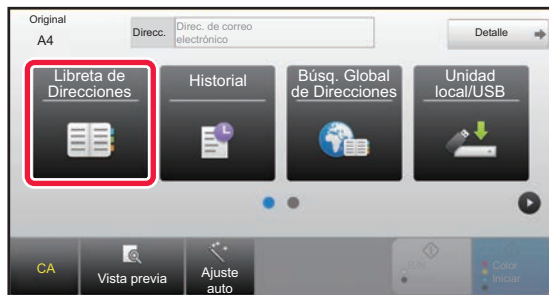 Original
A4
Direcc.
Direc. de correo
electrónico
Detalle
Libreta de
Direcciones
Historial
Búsq. Global
de Direcciones
Unidad
local/USB
CA
Vista previa
Ajuste
auto
B/N
Iniciar
Color
Iniciar